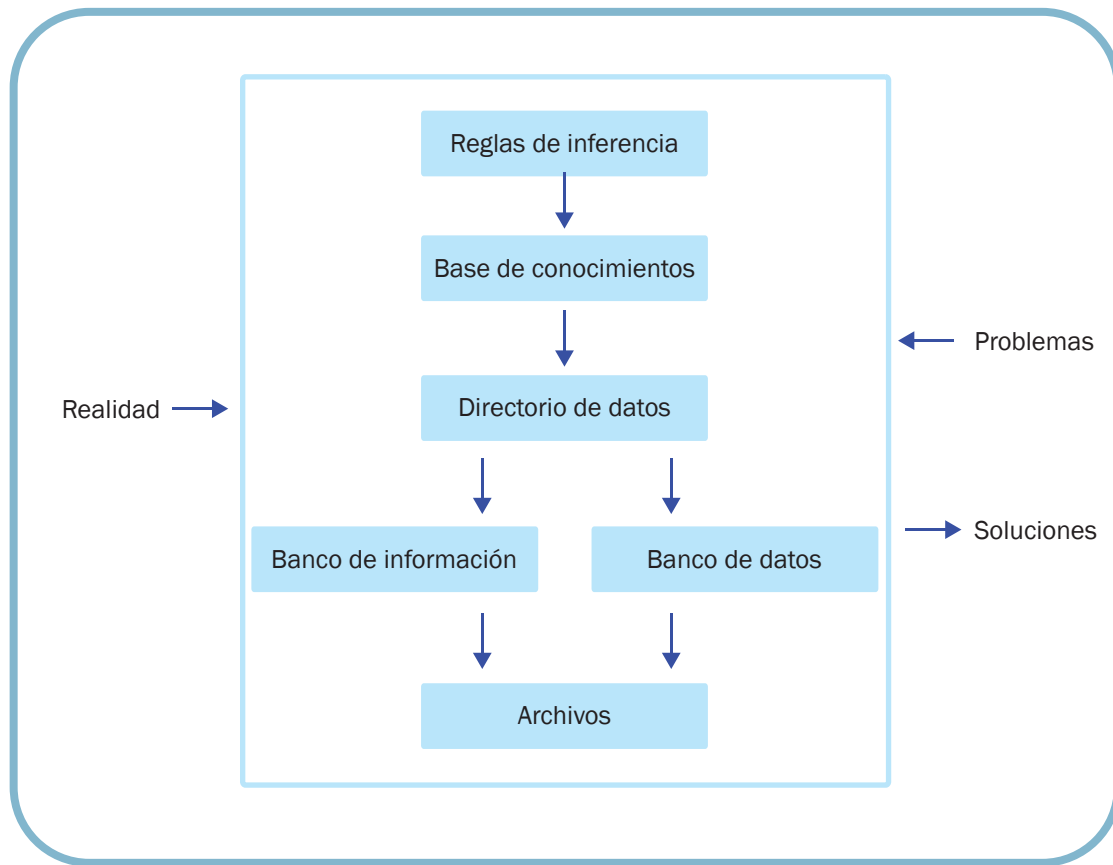 Reglas de inferencia
Base de conocimientos
Problemas
Realidad
Directorio de datos
Soluciones
Banco de información
Banco de datos
Archivos